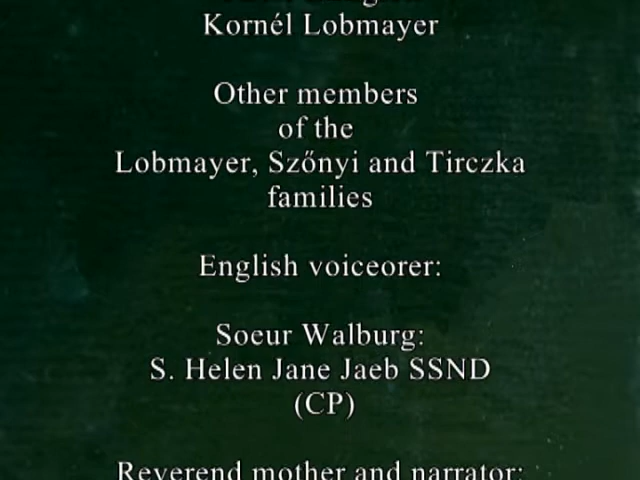 Kornél Lobmayer
Other members
of the
Lobmayer, Szőnyi and Tirczka
families
English voiceorer:
Soeur Walburg:
S. Helen Jane Jaeb SSND
(CP)
Reverend mother and narrator: